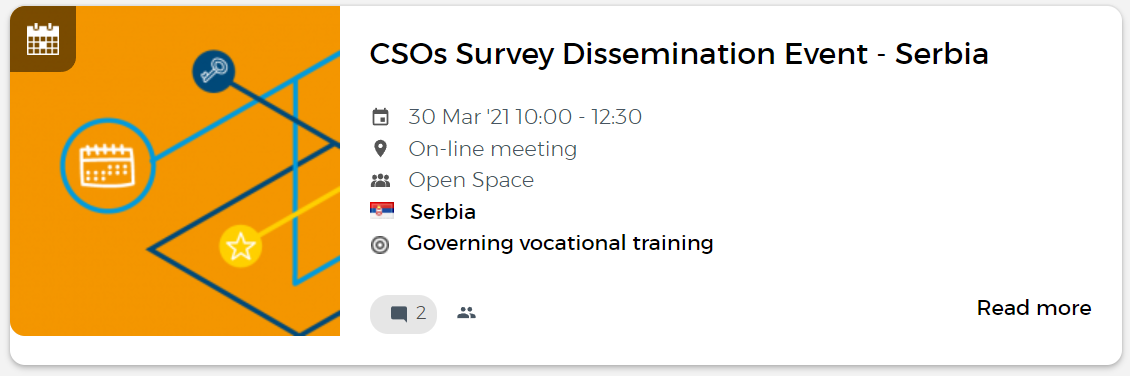 CSOs Survey Dissemination Event - Serbia
30 Mar '21 10:00 - 12:30
On-line meeting
Open Space
Serbia
Governing vocational training
2
Read more